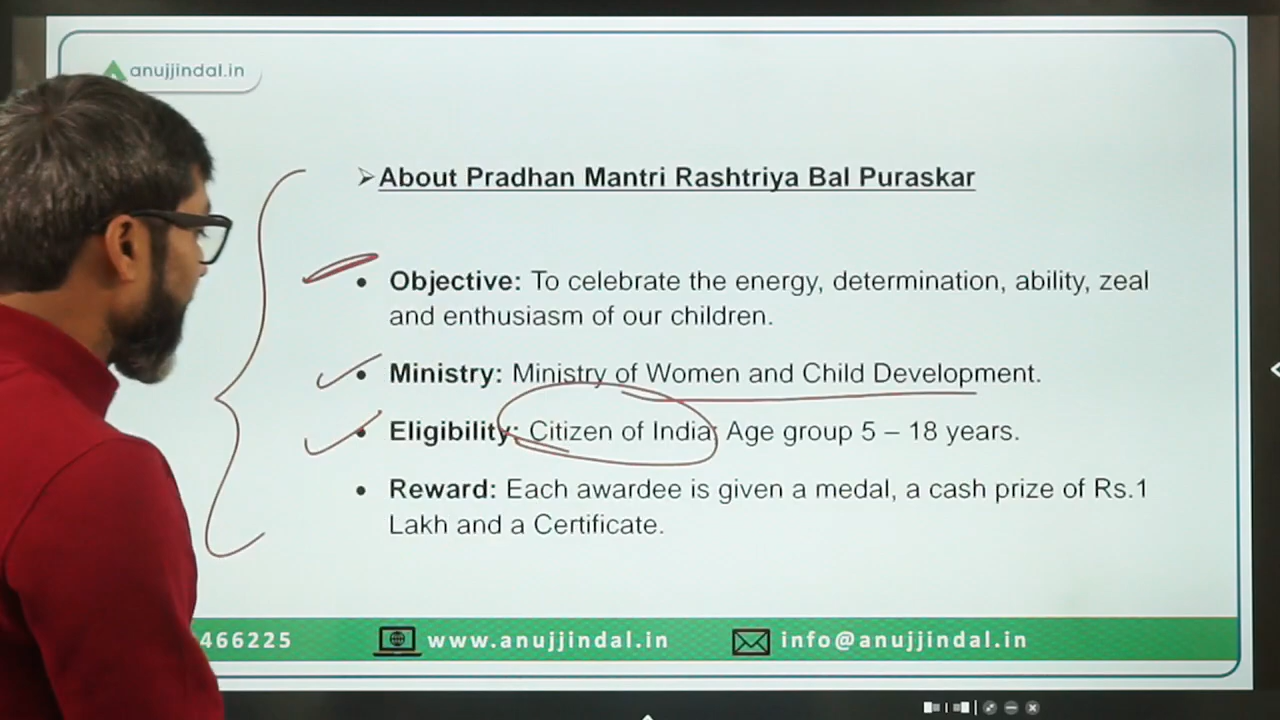 anujjindal.in
➢About Pradhan Mantri Rashtriya Bal Puraskar
• Objective: To celebrate the energy, determination, ability, zeal
and enthusiasm of our children.
• Ministry: Ministry of Women and Child Development.
• Eligibility: Citizen of India; Age group 5 – 18 years.
• Reward: Each awardee is given a medal, a cash prize of Rs.1
Lakh and a Certificate.
466225 www.anujjindal.in info@anujjindal.in